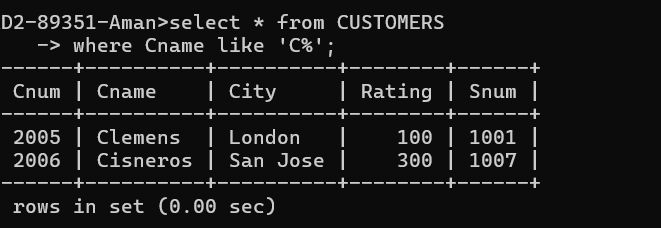 D2-89351-Aman>select * from CUSTOMERS
    -> where Cname like 'C%';
------+----------+----------+--------+------+
 Cnum | Cname    | City     | Rating | Snum |
------+----------+----------+--------+------+
 2005 | Clemens  | London   |    100 | 1001 |
 2006 | Cisneros | San Jose |    300 | 1007 |
------+----------+----------+--------+------+
 rows in set (0.00 sec)